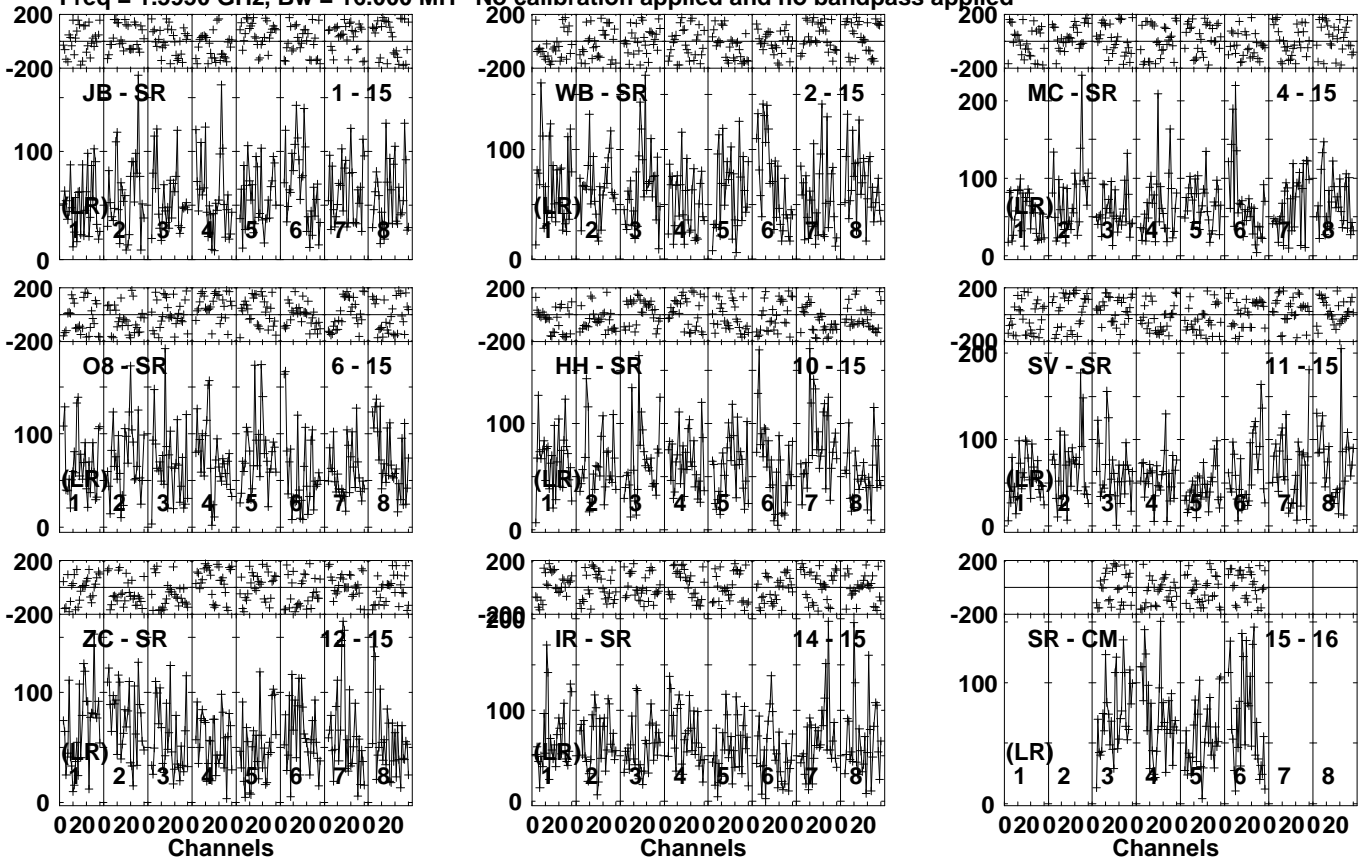 Freq = 1.5950 GHz, Bw = 16.000 MH No calibration applied and no bandpass applied
200
-200
JB - SR 1 - 15
100
(LR)
1 2 3 4 5 6 7 8
0
200
-200
WB - SR 2 - 15
100
(LR)
1 2 3 4 5 6 7 8
0
200
-200
200
MC - SR 4 - 15
100
(LR)
1 2 3 4 5 6 7 8
0
200
-200
O8 - SR 6 - 15
100
(LR)
1 2 3 4 5 6 7 8
0
200
-200
HH - SR 10 - 15
100
(LR)
1 2 3 4 5 6 7 8
0
200
-200
200
SV - SR 11 - 15
100
(LR)
1 2 3 4 5 6 7 8
0
200
-200
ZC - SR 12 - 15
100
(LR)
1 2 3 4 5 6 7 8
0
0 20 0 20 0 20 0 20 0 20 0 20 0 20 0 20
Channels
200
-200
200
IR - SR 14 - 15
100
(LR)
1 2 3 4 5 6 7 8
0
0 20 0 20 0 20 0 20 0 20 0 20 0 20 0 20
Channels
200
-200
SR - CM 15 - 16
100
(LR)
1 2 3 4 5 6 7 8
0
0 20 0 20 0 20 0 20 0 20 0 20 0 20 0 20
Channels